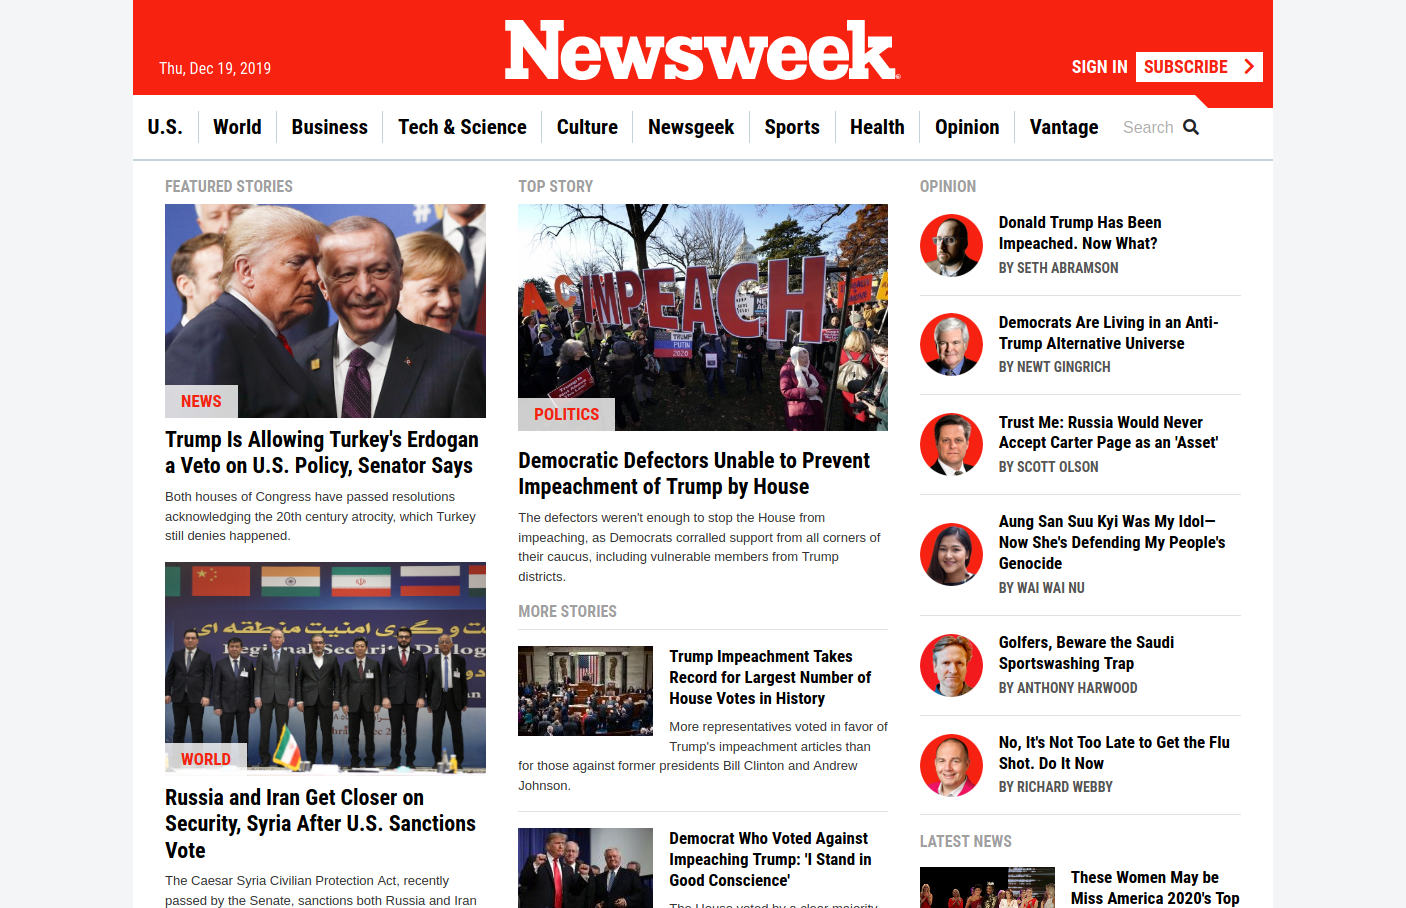 Newsweek
Thu, Dec 19, 2019
SIGN IN
SUBSCRIBE
U.S.
World
Business
Tech & Science
Culture
Newsgeek
Sports
Health
Opinion
Vantage
Search
FEATURED STORIES
NEWS
Trump Is Allowing Turkey's Erdogan
a Veto on U.S. Policy, Senator Says
Both houses of Congress have passed resolutions
acknowledging the 20th century atrocity, which Turkey
still denies happened.
Regional Security Dialog
WORLD
Russia and Iran Get Closer on
Security, Syria After U.S. Sanctions
Vote
The Caesar Syria Civilian Protection Act, recently
passed by the Senate, sanctions both Russia and Iran
TOP STORY
IMPEACH
TRUMP
PUTIN
2020
POLITICS
Democratic Defectors Unable to Prevent
Impeachment of Trump by House
The defectors weren't enough to stop the House from
impeaching, as Democrats corralled support from all corners of
their caucus, including vulnerable members from Trump
districts.
MORE STORIES
Trump Impeachment Takes
Record for Largest Number of
House Votes in History
More representatives voted in favor of
Trump's impeachment articles than
for those against former presidents Bill Clinton and Andrew
Johnson.
Democrat Who Voted Against
Impeaching Trump: 'I Stand in
Good Conscience'
The House voted by a clear majority
OPINION
Donald Trump Has Been
Impeached. Now What?
BY SETH ABRAMSON
Democrats Are Living in an Anti-
Trump Alternative Universe
BY NEWT GINGRICH
Trust Me: Russia Would Never
Accept Carter Page as an 'Asset'
BY SCOTT OLSON
Aung San Suu Kyi Was My Idol—
Now She's Defending My People's
Genocide
BY WAI WAI NU
Golfers, Beware the Saudi
Sportswashing Trap
BY ANTHONY HARWOOD
No, It's Not Too Late to Get the Flu
Shot. Do It Now
BY RICHARD WEBBY
LATEST NEWS
These Women May be
Miss America 2020's Top